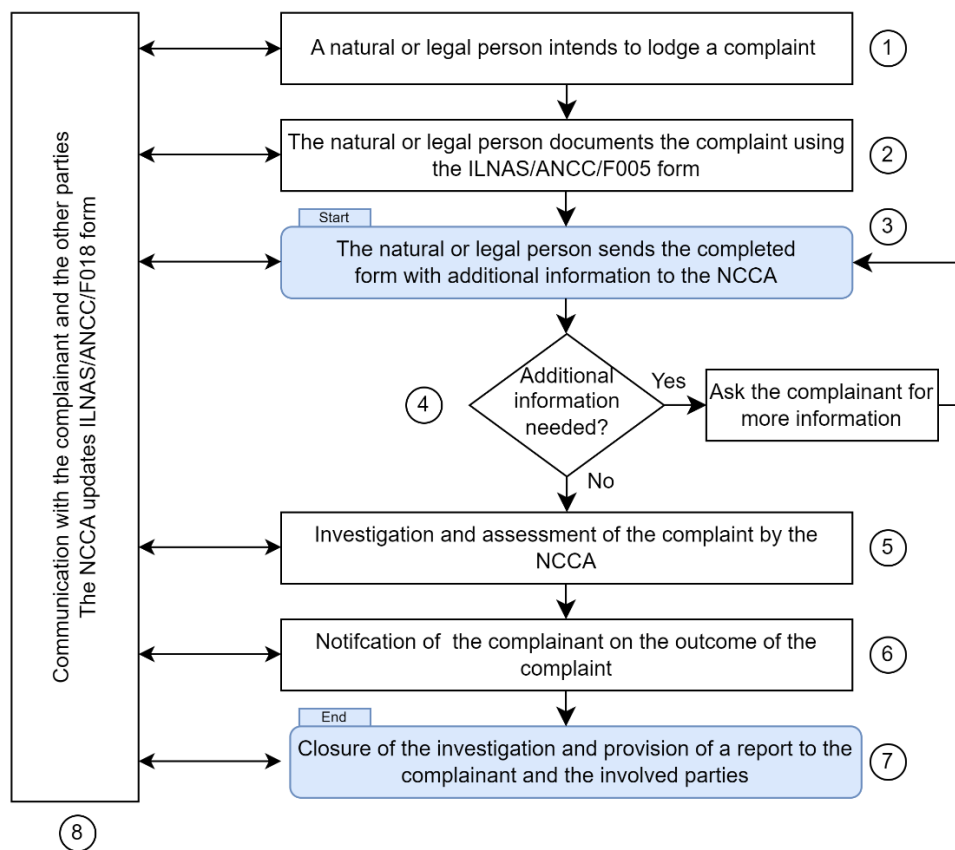 Communication with the complainant and the other parties
The NCCA updates ILNAS/ANCC/F018 form
8
A natural or legal person intends to lodge a complaint
1
The natural or legal person documents the complaint using
the ILNAS/ANCC/F005 form
2
Start
The natural or legal person sends the completed
form with additional information to the NCCA
3
4
Additional
information
needed?
Yes
Ask the complainant for
more information
No
Investigation and assessment of the complaint by the
NCCA
5
Notifcation of  the complainant on the outcome of the
complaint
6
End
Closure of the investigation and provision of a report to the
complainant and the involved parties
7